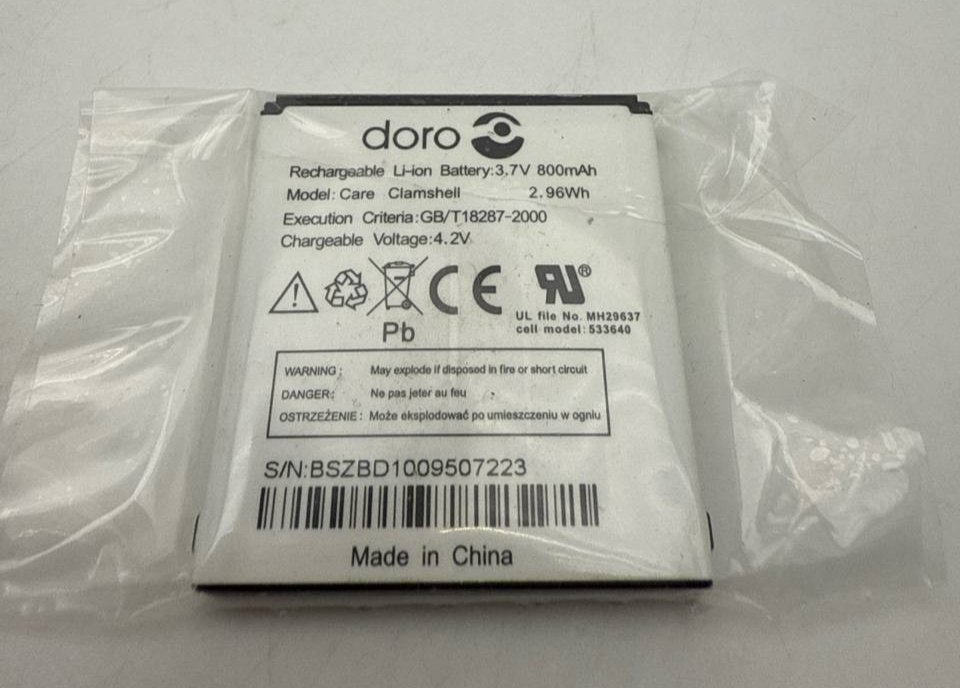 doro
Rechargeable Li-ion Battery:3.7V 800mAh
Model: Care Clamshell 2.96Wh
Execution Criteria:GB/T18287-2000
Chargeable Voltage:4.2V
CE RU®
Pb
UL file No. MH29637
cell model: 533640
WARNING: May explode if disposed in fire or short circuit
DANGER: Ne pas jeter au feu
OSTRZEŻENIE: Może eksplodować po umieszczeniu w ogniu
S/N:BSZBD1009507223
Made in China